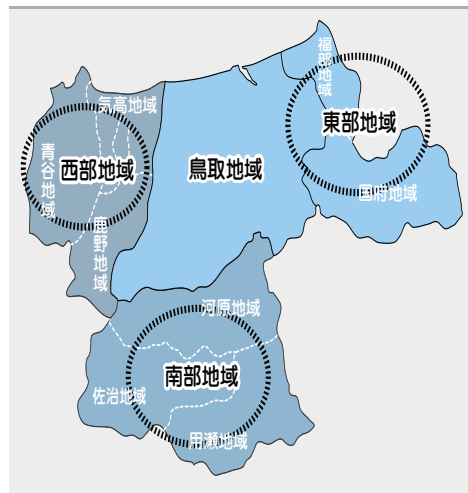 福部地域
東部地域
国府地域
気高地域
青谷地域
西部地域
鹿野地域
鳥取地域
河原地域
南部地域
佐治地域
用瀬地域